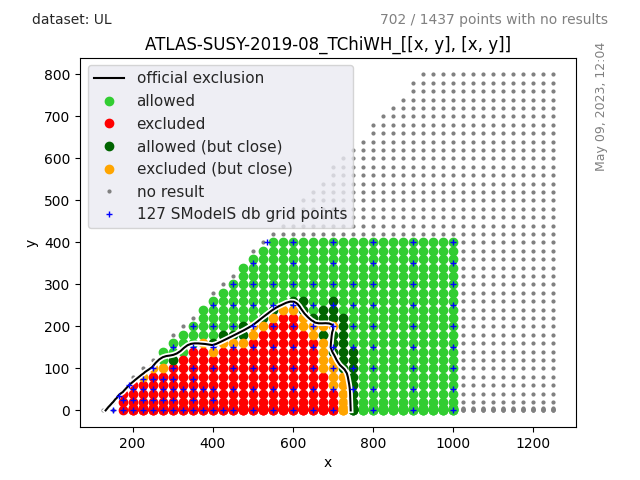 dataset: UL
702 / 1437 points with no results
ATLAS-SUSY-2019-08_TChiWH_[[x, y], [x, y]]
May 09, 2023, 12:04
official exclusion
allowed
excluded
allowed (but close)
excluded (but close)
no result
127 SModelS db grid points
y
800
700
600
500
400
300
200
100
0
200
400
600
800
1000
1200
x